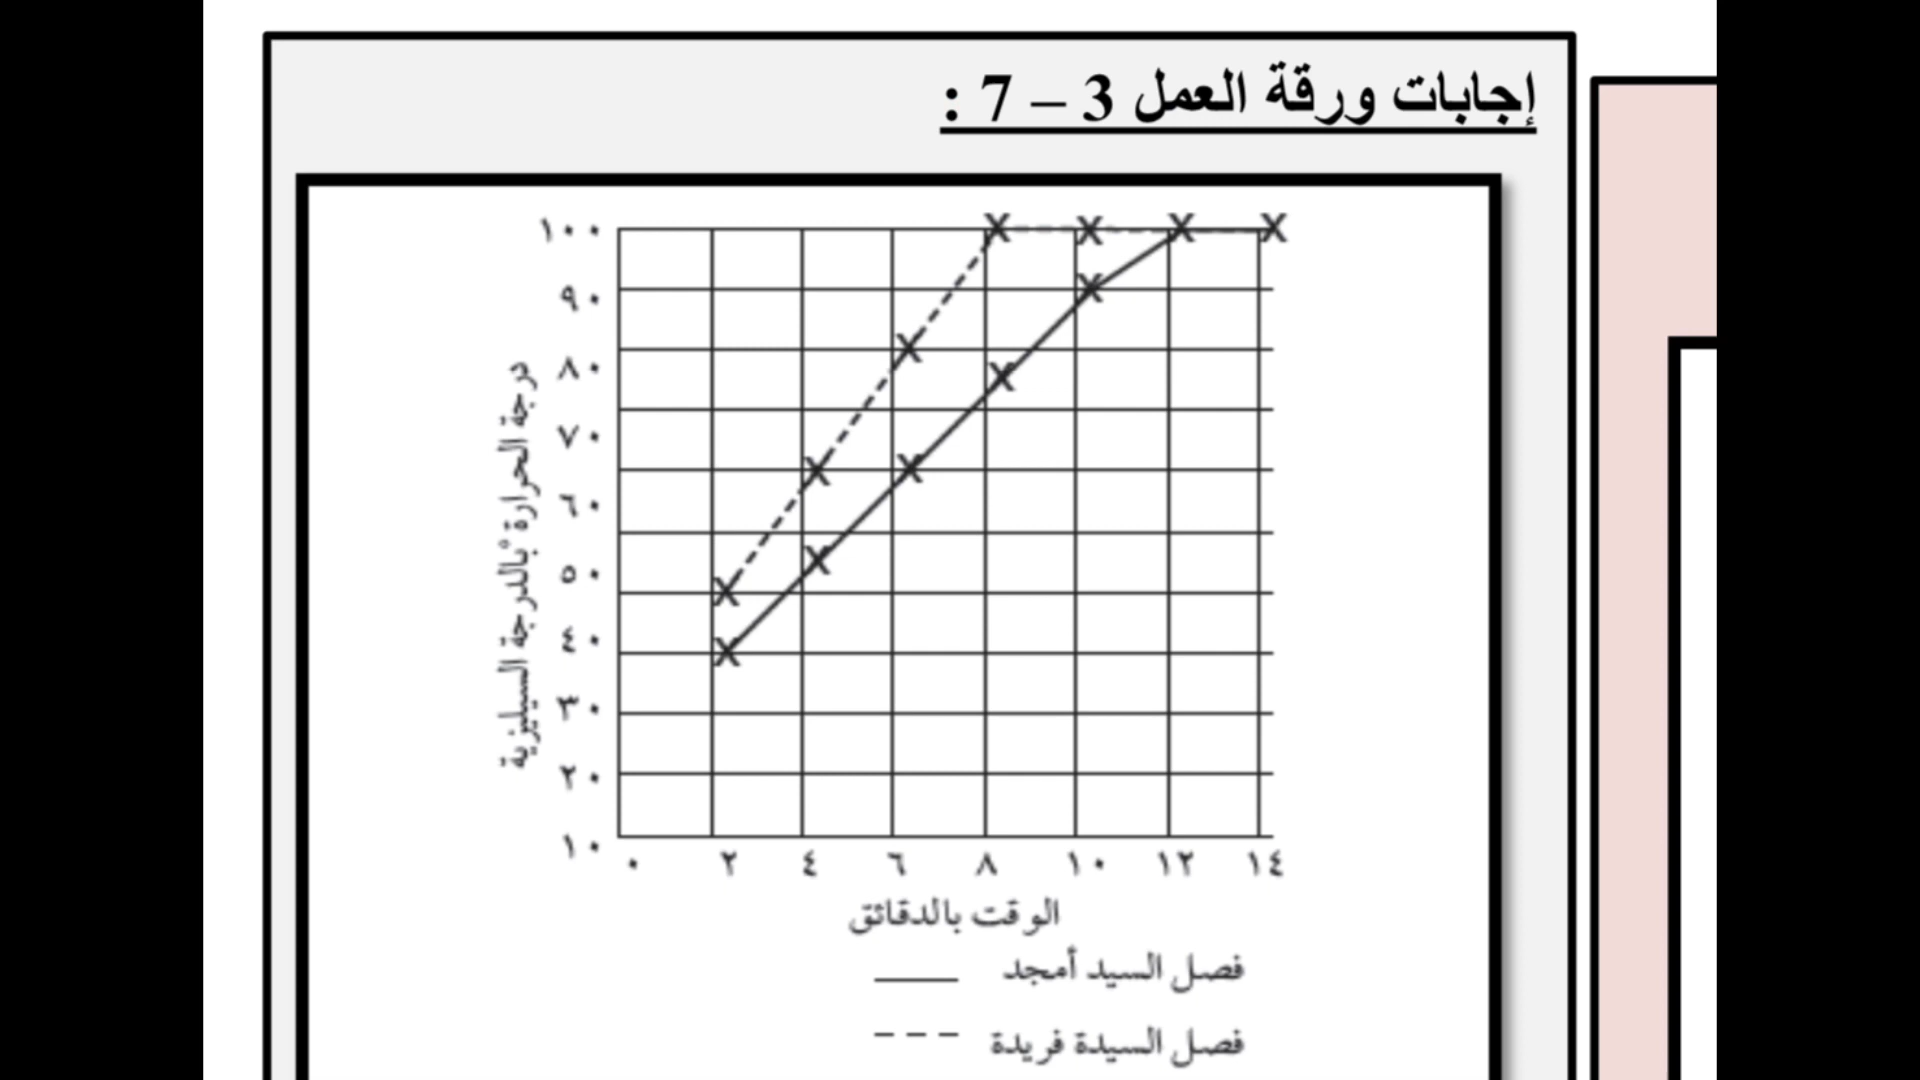 إجابات ورقة العمل 3 – 7 :
١٠٠
٩٠
٨٠
٧٠
٦٠
٥٠
٤٠
٣٠
٢٠
١٠
درجة الحرارة °بالدرجة السيليزية
٠ ٢ ٤ ٦ ٨ ١٠ ١٢ ١٤
الوقت بالدقائق
فصل السيد أمجد
فصل السيدة فريدة